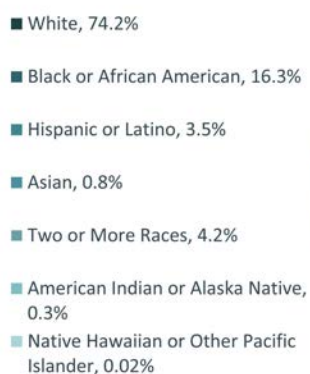 White, 74.2%
Black or African American, 16.3%
Hispanic or Latino, 3.5%
Asian, 0.8%
Two or More Races, 4.2%
American Indian or Alaska Native,
0.3%
Native Hawaiian or Other Pacific
Islander, 0.02%